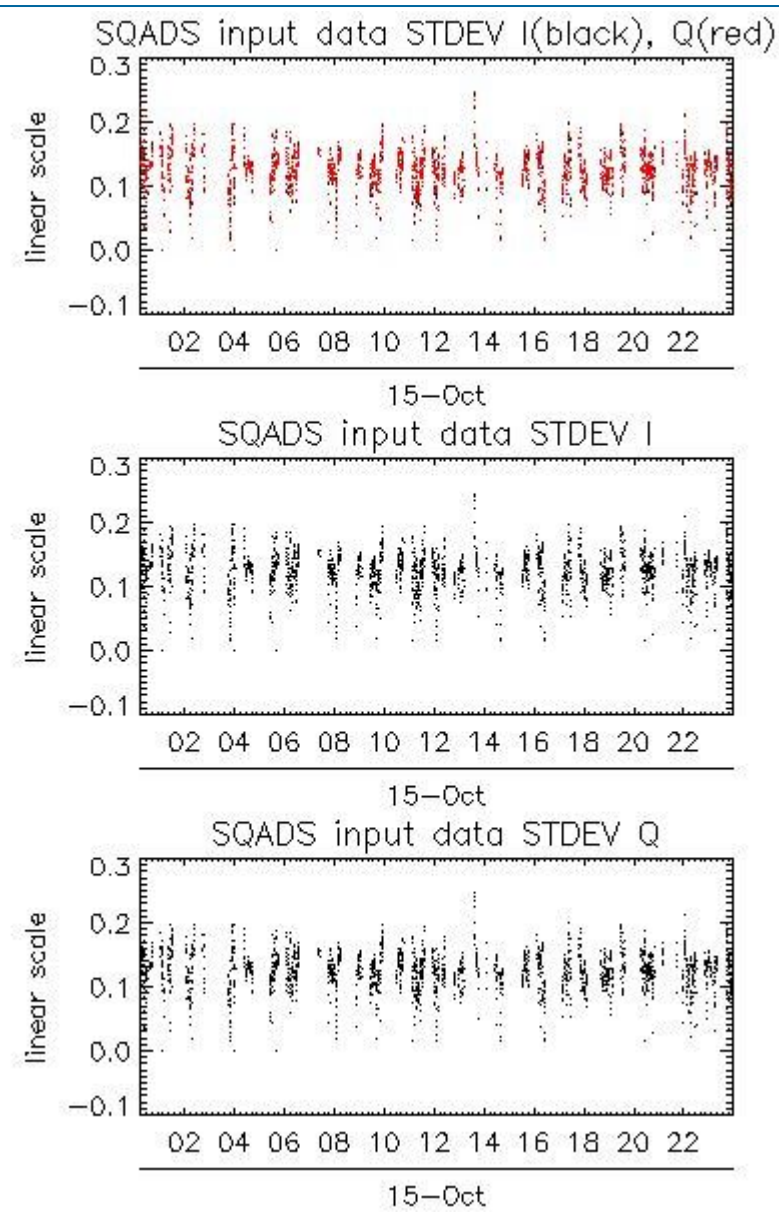 SQADS input data STDEV I(black), Q(red)
0.3
0.2
0.1
0.0
−0.1
linear scale
02 04 06 08 10 12 14 16 18 20 22
15−Oct
SQADS input data STDEV I
0.3
0.2
0.1
0.0
−0.1
linear scale
02 04 06 08 10 12 14 16 18 20 22
15−Oct
SQADS input data STDEV Q
0.3
0.2
0.1
0.0
−0.1
linear scale
02 04 06 08 10 12 14 16 18 20 22
15−Oct